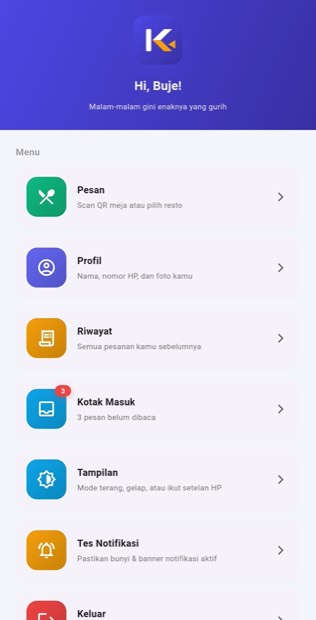 Hi, Buje!
Malam-malam gini enaknya yang gurih
Menu
Pesan
Scan QR meja atau pilih resto
Profil
Nama, nomor HP, dan foto kamu
Riwayat
Semua pesanan kamu sebelumnya
3
Kotak Masuk
3 pesan belum dibaca
Tampilan
Mode terang, gelap, atau ikut setelan HP
Tes Notifikasi
Pastikan bunyi & banner notifikasi aktif
Keluar